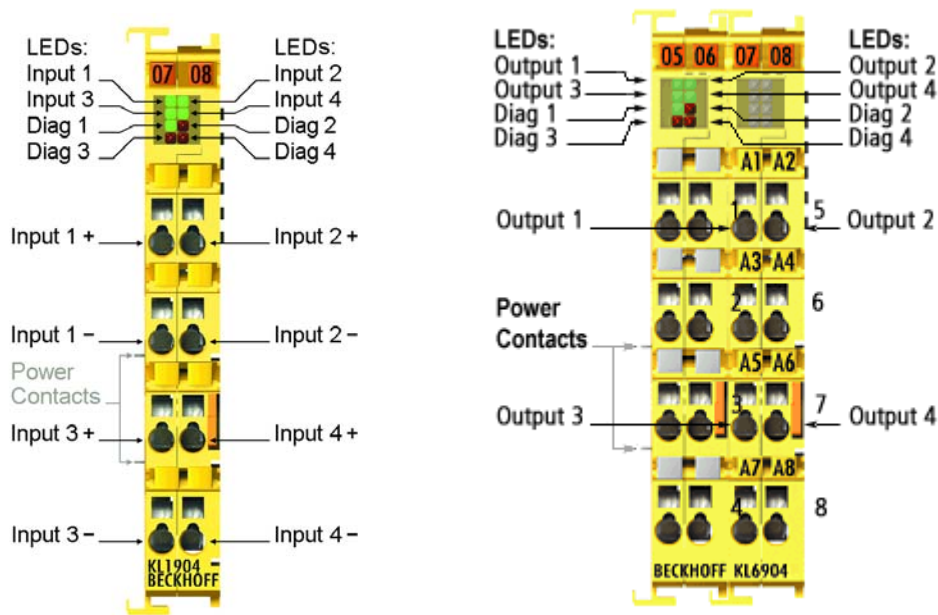 LEDs:
Input 1
Input 3
Diag 1
Diag 3
07 08
LEDs:
Input 2
Input 4
Diag 2
Diag 4
Input 1 +
Input 2 +
Input 1 −
Input 2 −
Power
Contacts
Input 3 +
Input 4 +
Input 3 −
Input 4 −
KL1904
BECKHOFF
LEDs:
Output 1
Output 3
Diag 1
Diag 3
05 06 07 08
LEDs:
Output 2
Output 4
Diag 2
Diag 4
A1 A2
Output 1
1
5
Output 2
A3 A4
Power
Contacts
2
6
A5 A6
Output 3
3
7
Output 4
A7 A8
4
8
BECKHOFF KL6904